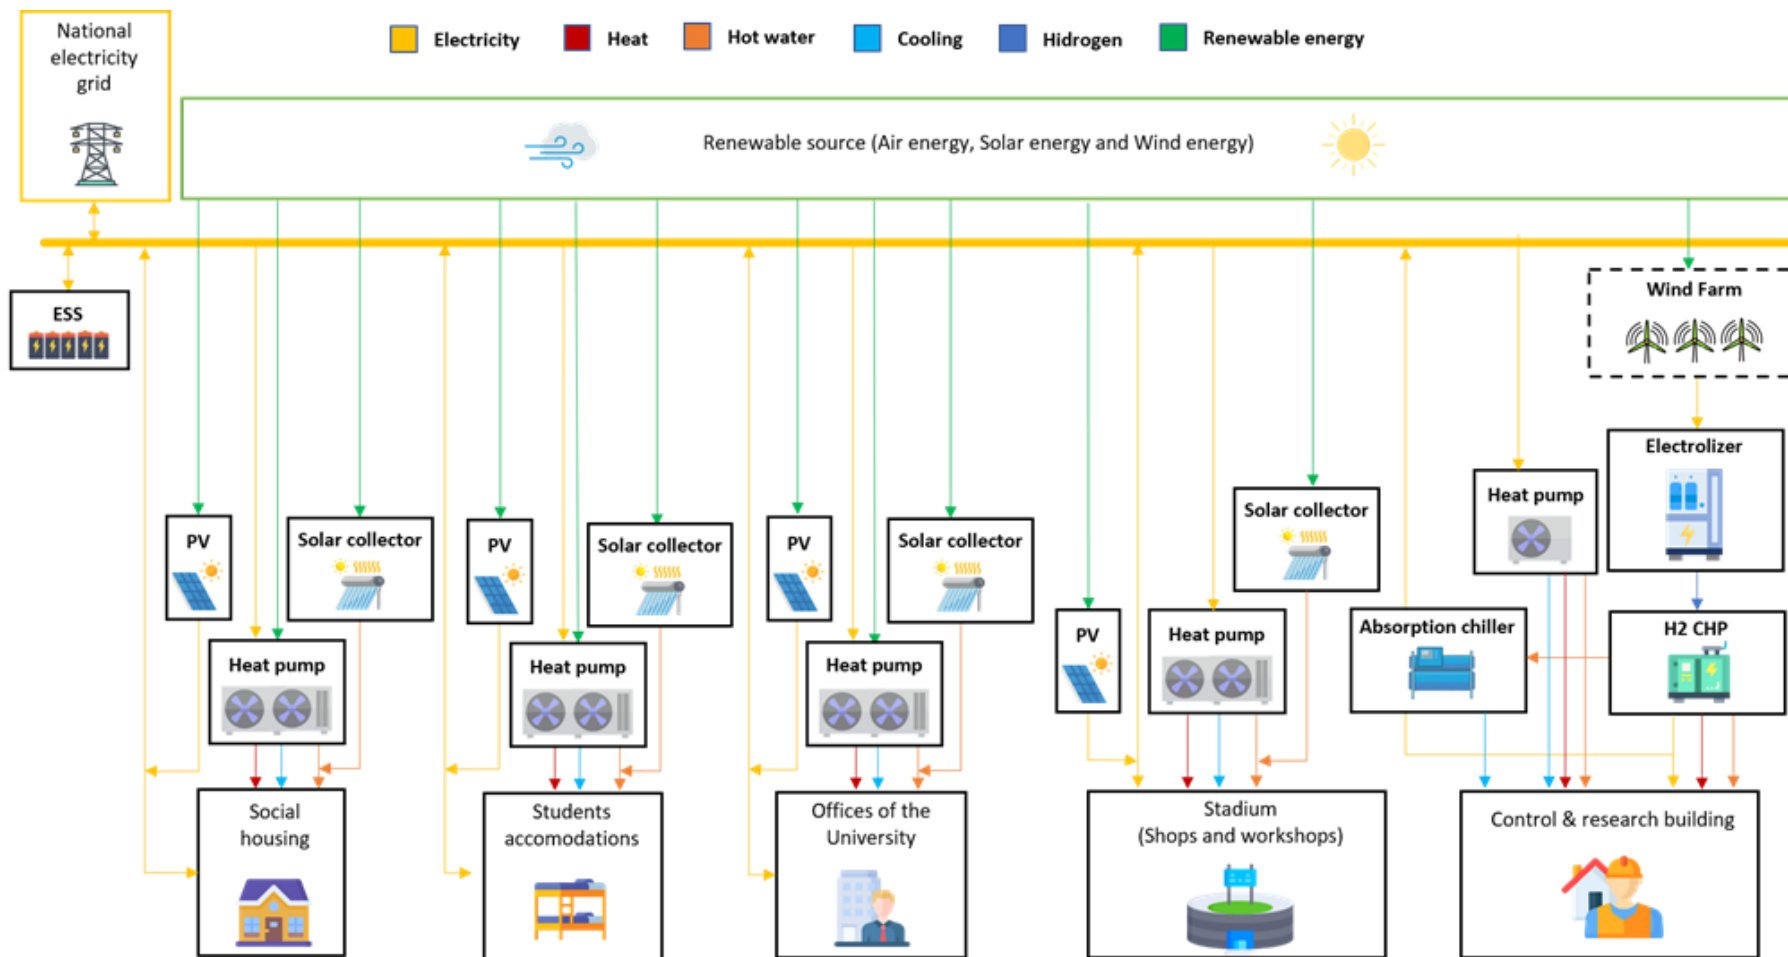 National
electricity
grid
Electricity
Heat
Hot water
Cooling
Hidrogen
Renewable energy
Renewable source (Air energy, Solar energy and Wind energy)
ESS
Wind Farm
Electrolizer
Heat pump
Solar collector
PV
Solar collector
PV
Solar collector
PV
Solar collector
PV
Heat pump
Absorption chiller
H2 CHP
Heat pump
Heat pump
Heat pump
Social
housing
Students
accomodations
Offices of the
University
Stadium
(Shops and workshops)
Control & research building